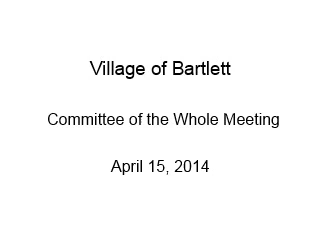 Village of Bartlett
Committee of the Whole Meeting
April 15, 2014